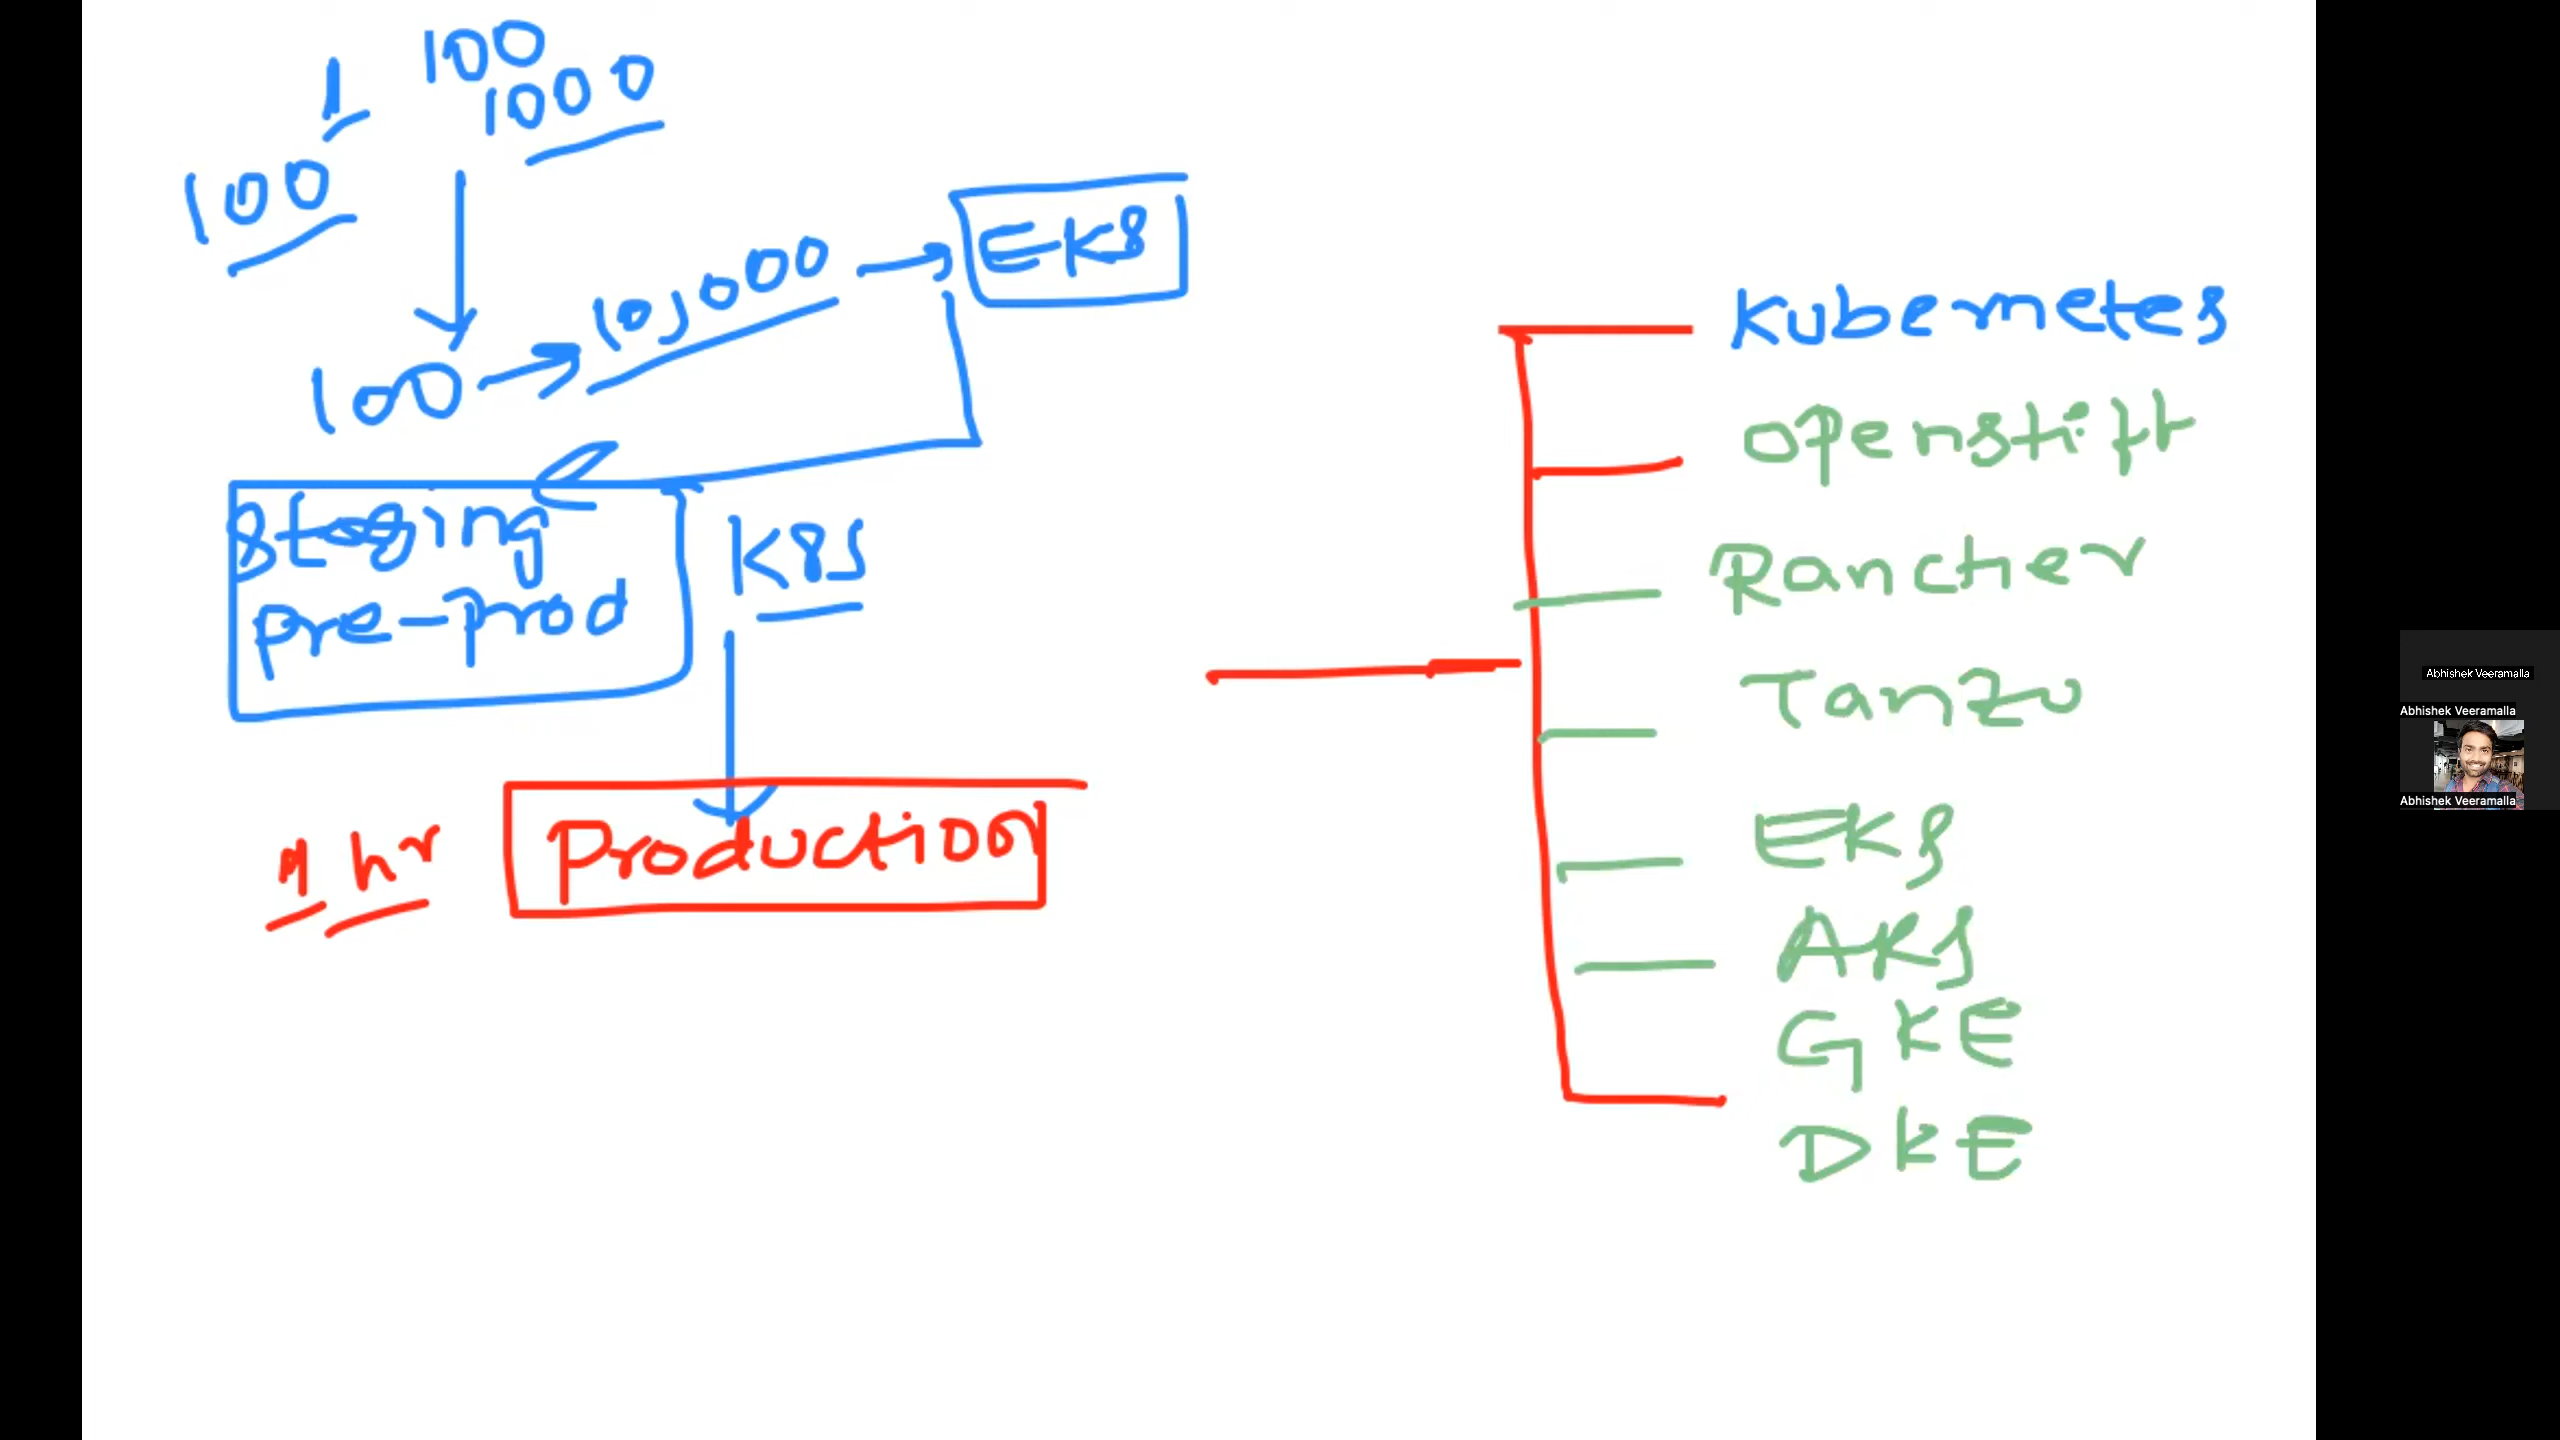 1 100
1000
100
100 → 10,000 → EKS
Staging
Pre-prod
K8S
1 hr
Production
Kubernetes
Openshift
Rancher
Tanzu
EKS
AKS
GKE
DKE
Abhishek Veeramalla
Abhishek Veeramalla
Abhishek Veeramalla